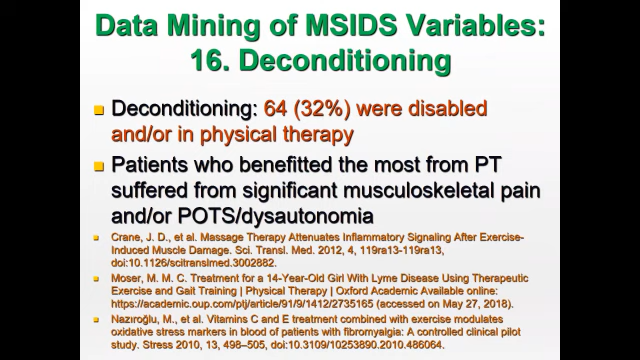 Data Mining of MSIDS Variables:
16. Deconditioning
Deconditioning: 64 (32%) were disabled
and/or in physical therapy
Patients who benefitted the most from PT
suffered from significant musculoskeletal pain
and/or POTS/dysautonomia
Crane, J. D., et al. Massage Therapy Attenuates Inflammatory Signaling After Exercise-
Induced Muscle Damage. Sci. Transl. Med. 2012, 4, 119ra13-119ra13,
doi:10.1126/scitranslmed.3002882.
Moser, M. M. C. Treatment for a 14-Year-Old Girl With Lyme Disease Using Therapeutic
Exercise and Gait Training | Physical Therapy | Oxford Academic Available online:
https://academic.oup.com/ptj/article/91/9/1412/2735165 (accessed on May 27, 2018).
Nazıroğlu, M., et al. Vitamins C and E treatment combined with exercise modulates
oxidative stress markers in blood of patients with fibromyalgia: A controlled clinical pilot
study. Stress 2010, 13, 498–505, doi:10.3109/10253890.2010.486064.